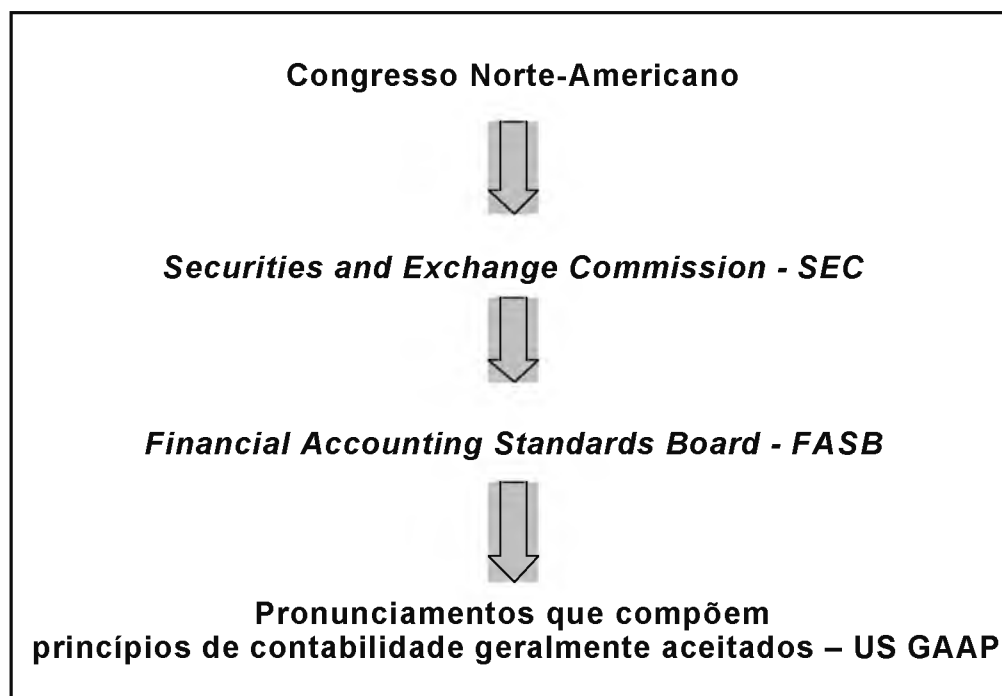 Congresso Norte-Americano
Securities and Exchange Commission - SEC
Financial Accounting Standards Board - FASB
Pronunciamentos que compõem
princípios de contabilidade geralmente aceitados – US GAAP